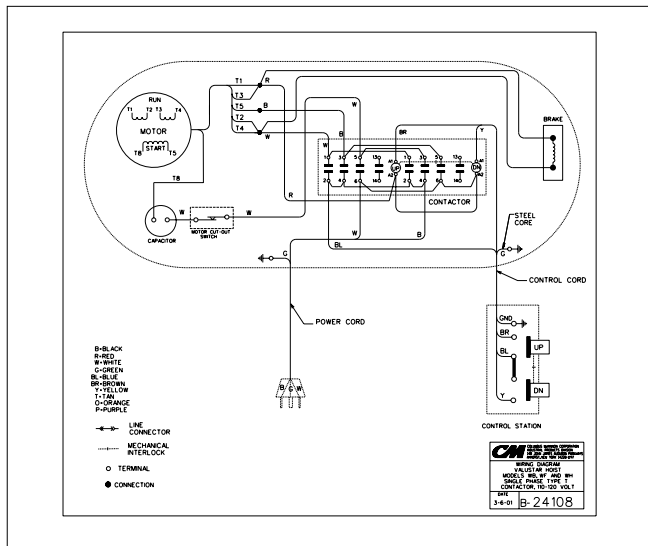 T1
R
T3
T5
B
T2
T4
W
RUN
T1
T2 T3
T4
MOTOR
START
T6
T5
T8
W
BRAKE
BR
Y
W
B
1 3 5 13
1 3 5 13
A1
A1
UP
DN
A2
A2
2 4 6 14
2 4 6
R
CONTACTOR
W
W
CAPACITOR
MOTOR CUT-OUT
SWITCH
W
B
BL
STEEL
CORE
G
G
CONTROL CORD
POWER CORD
GND
BR
UP
BL
DN
Y
CONTROL STATION
B G W
B=BLACK
R=RED
W=WHITE
G=GREEN
BL=BLUE
BR=BROWN
Y=YELLOW
T=TAN
O=ORANGE
P=PURPLE
LINE
CONNECTOR
MECHANICAL
INTERLOCK
TERMINAL
CONNECTION
CM
WIRING DIAGRAM
VALUSTAR HOIST
MODELS WB, WF AND WH
SINGLE PHASE TYPE T
CONTACTOR, 110-120 VOLT
DATE
3-6-01
B-24108